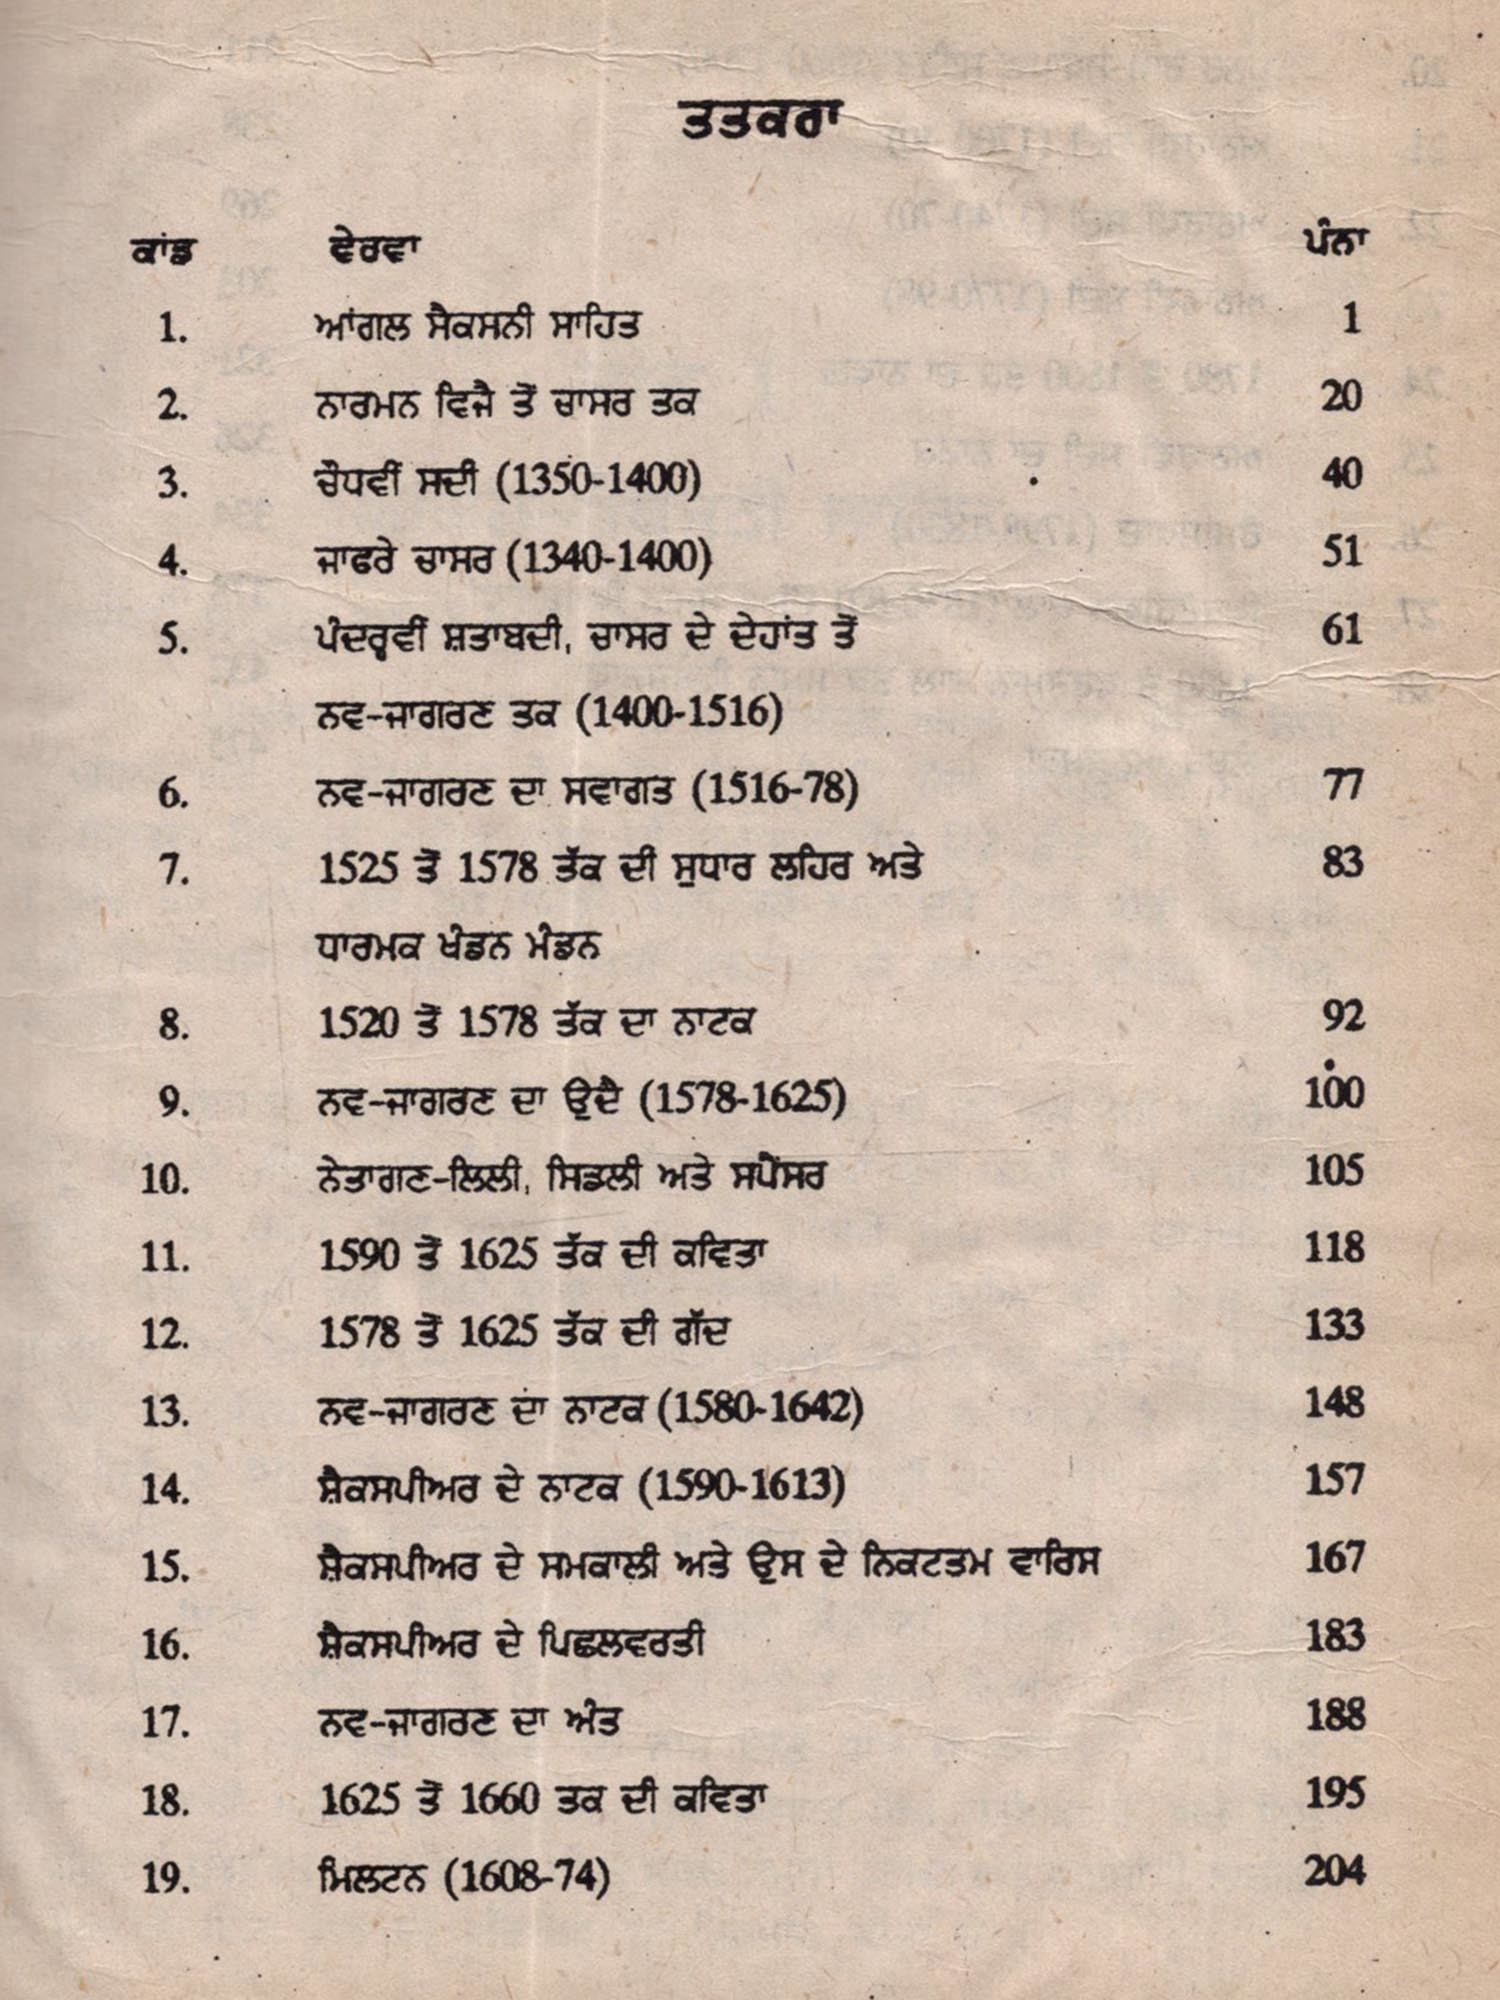 ਤਤਕਰਾ
ਕਾਂਡ ਵੇਰਵਾ ਪੰਨਾ
1. ਆਂਗਲ ਸੈਕਸਨੀ ਸਾਹਿਤ 1
2. ਨਾਰਮਨ ਵਿਜੈ ਤੋਂ ਚਾਸਰ ਤਕ 20
3. ਚੌਧਵੀਂ ਸਦੀ (1350-1400) 40
4. ਜਾਫਰੇ ਚਾਸਰ (1340-1400) 51
5. ਪੰਦਰ੍ਹਵੀਂ ਸ਼ਤਾਬਦੀ, ਚਾਸਰ ਦੇ ਦੇਹਾਂਤ ਤੋਂ 61
ਨਵ-ਜਾਗਰਣ ਤਕ (1400-1516)
6. ਨਵ-ਜਾਗਰਣ ਦਾ ਸਵਾਗਤ (1516-78) 77
7. 1525 ਤੋਂ 1578 ਤੱਕ ਦੀ ਸੁਧਾਰ ਲਹਿਰ ਅਤੇ 83
ਧਾਰਮਕ ਖੰਡਨ ਮੰਡਨ
8. 1520 ਤੋਂ 1578 ਤੱਕ ਦਾ ਨਾਟਕ 92
9. ਨਵ-ਜਾਗਰਣ ਦਾ ਉਦੈ (1578-1625) 100
10. ਨੇਤਾਗਣ-ਲਿਲੀ, ਸਿਡਲੀ ਅਤੇ ਸਪੈਂਸਰ 105
11. 1590 ਤੋਂ 1625 ਤੱਕ ਦੀ ਕਵਿਤਾ 118
12. 1578 ਤੋਂ 1625 ਤੱਕ ਦੀ ਗੱਦ 133
13. ਨਵ-ਜਾਗਰਣ ਦਾ ਨਾਟਕ (1580-1642) 148
14. ਸ਼ੈਕਸਪੀਅਰ ਦੇ ਨਾਟਕ (1590-1613) 157
15. ਸ਼ੈਕਸਪੀਅਰ ਦੇ ਸਮਕਾਲੀ ਅਤੇ ਉਸ ਦੇ ਨਿਕਟਤਮ ਵਾਰਿਸ 167
16. ਸ਼ੈਕਸਪੀਅਰ ਦੇ ਪਿਛਲਵਰਤੀ 183
17. ਨਵ-ਜਾਗਰਣ ਦਾ ਅੰਤ 188
18. 1625 ਤੋਂ 1660 ਤਕ ਦੀ ਕਵਿਤਾ 195
19. ਮਿਲਟਨ (1608-74) 204